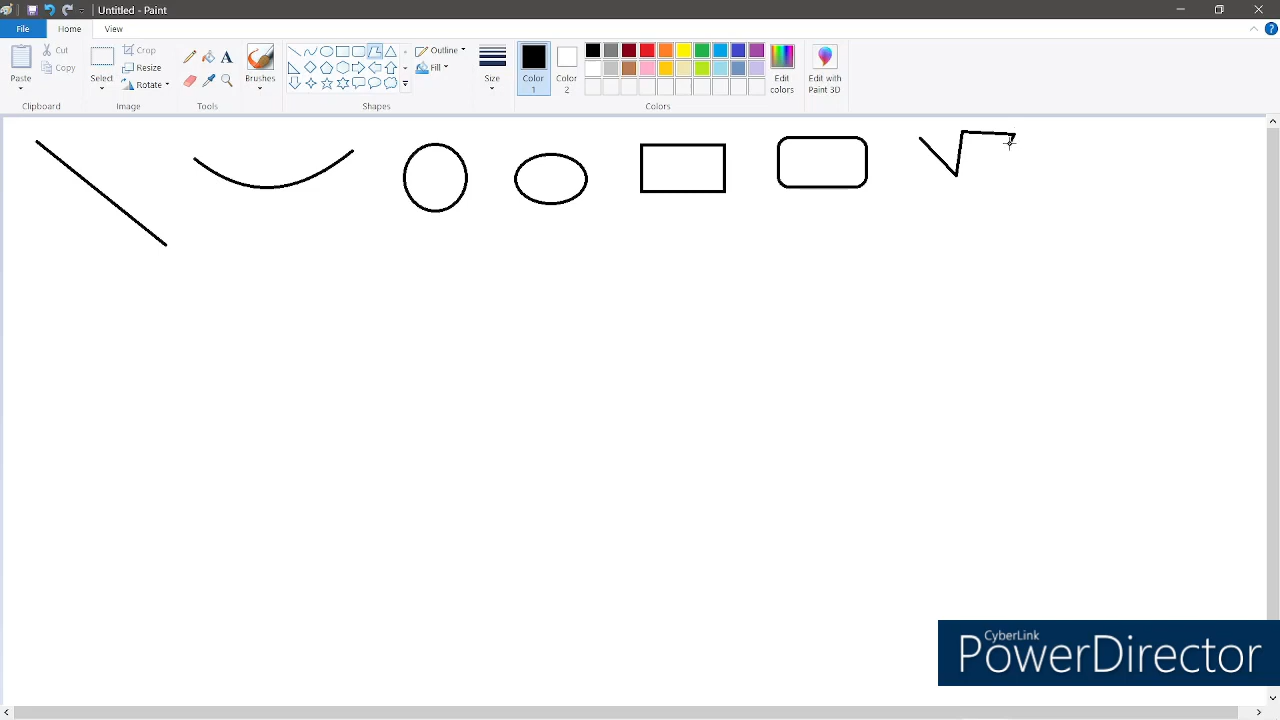 Untitled - Paint
File
Home
View
Paste
Cut
Copy
Clipboard
Select
Crop
Resize
Rotate
Image
Tools
Brushes
Shapes
Outline
Fill
Size
Color
1
Color
2
Edit
colors
Edit with
Paint 3D
Colors
CyberLink
PowerDirector